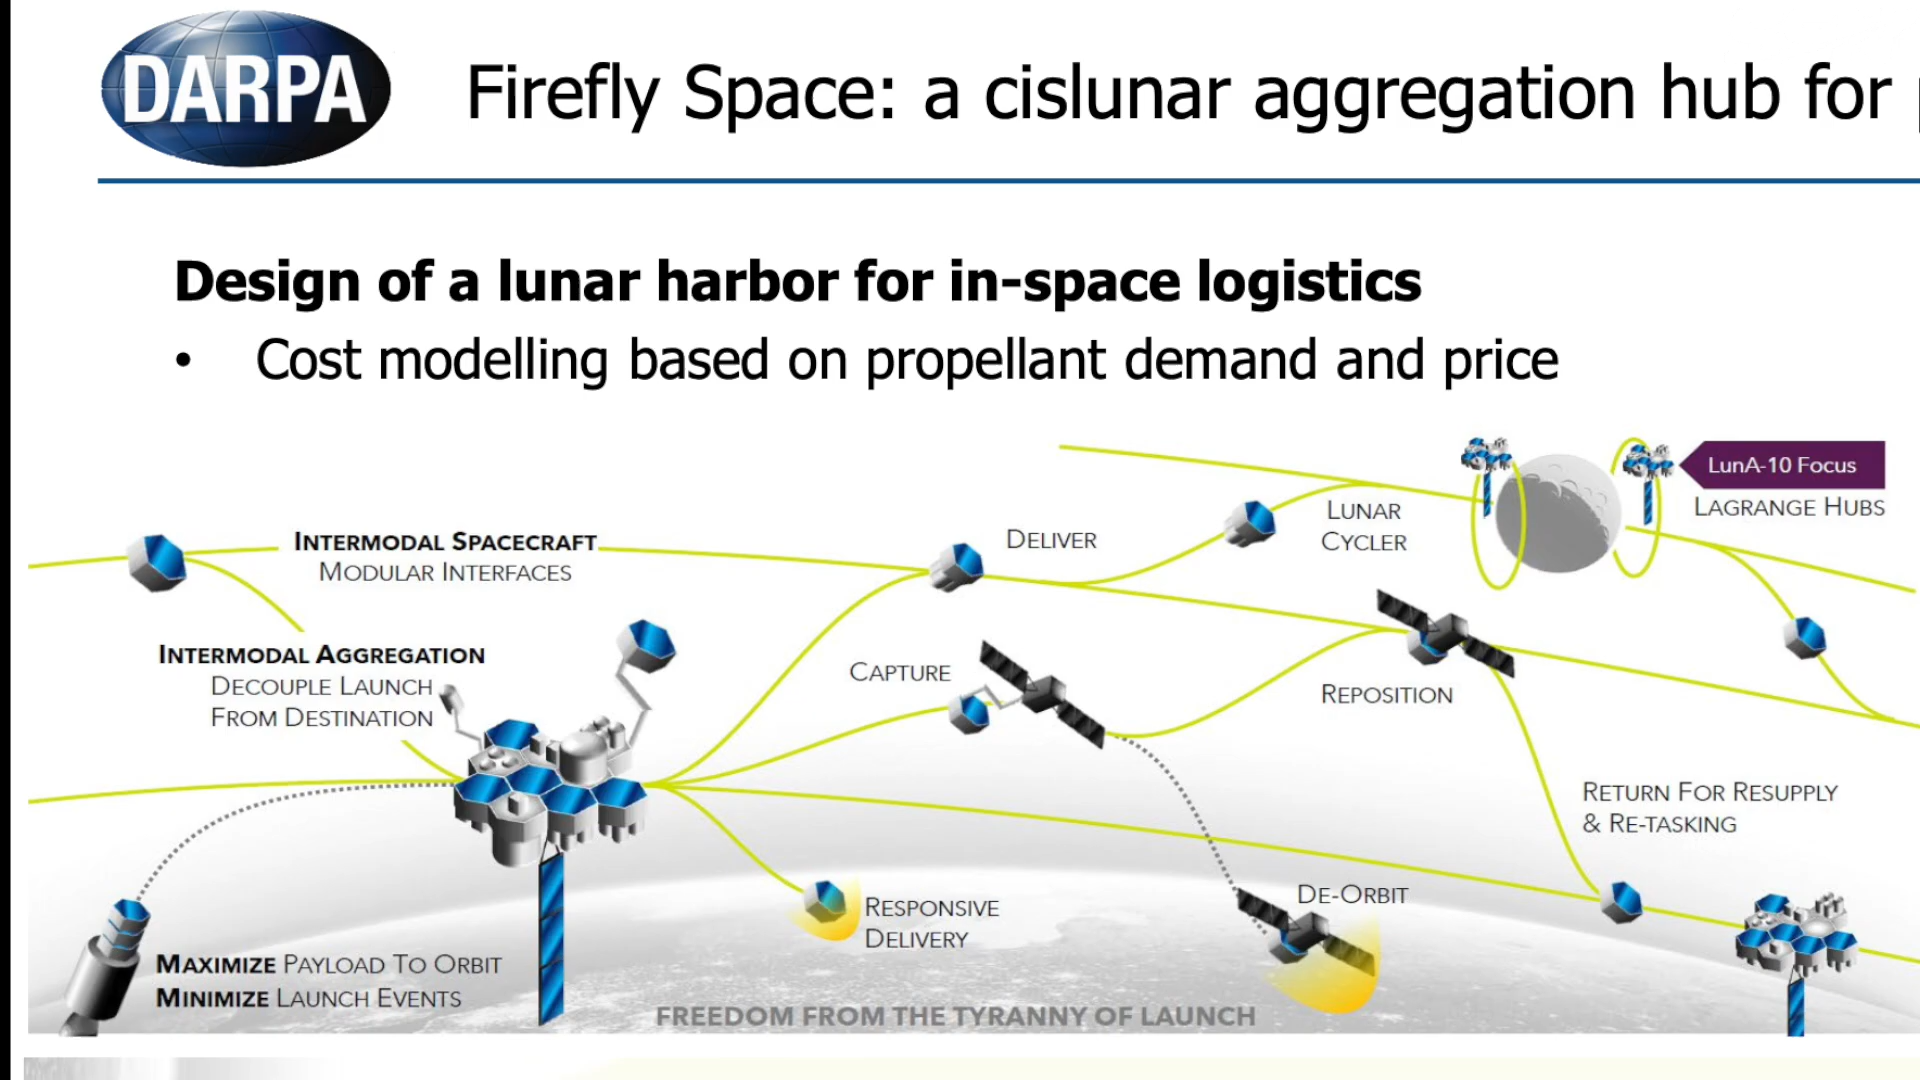 DARPA
Firefly Space: a cislunar aggregation hub for
Design of a lunar harbor for in-space logistics
• Cost modelling based on propellant demand and price
LunA-10 Focus
LAGRANGE HUBS
LUNAR
CYCLER
DELIVER
INTERMODAL SPACECRAFT
MODULAR INTERFACES
INTERMODAL AGGREGATION
DECOUPLE LAUNCH
FROM DESTINATION
CAPTURE
REPOSITION
RETURN FOR RESUPPLY
& RE-TASKING
RESPONSIVE
DELIVERY
DE-ORBIT
MAXIMIZE PAYLOAD TO ORBIT
MINIMIZE LAUNCH EVENTS
FREEDOM FROM THE TYRANNY OF LAUNCH